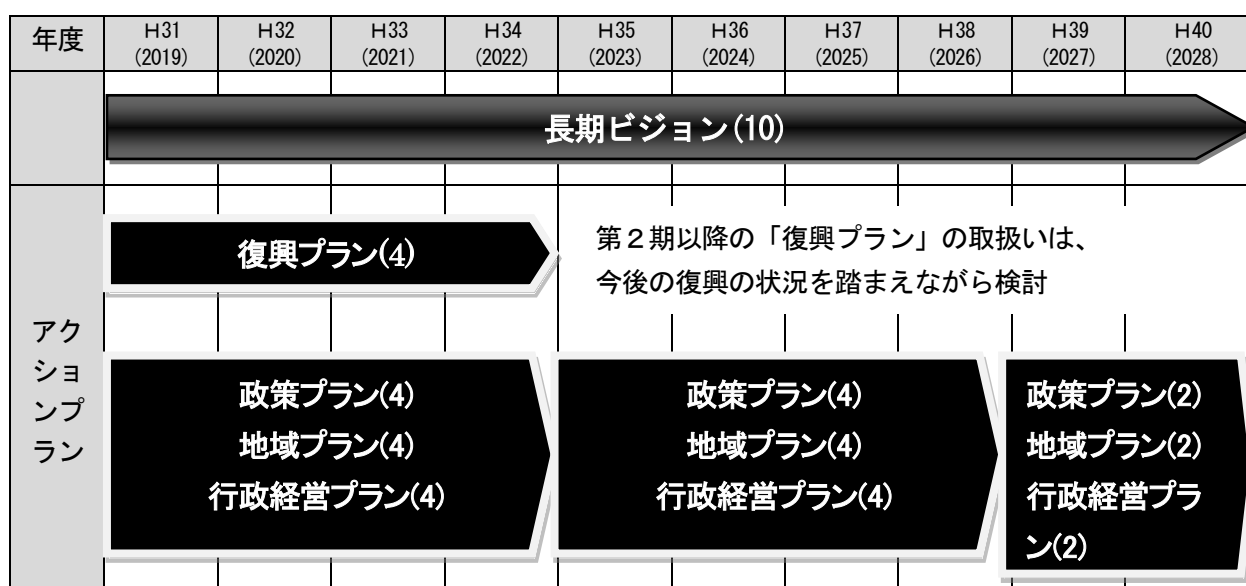 年度
H31
(2019)
H32
(2020)
H33
(2021)
H34
(2022)
H35
(2023)
H36
(2024)
H37
(2025)
H38
(2026)
H39
(2027)
H40
(2028)
長期ビジョン(10)
アク
ショ
ンプ
ラン
復興プラン(4)
第２期以降の「復興プラン」の取扱いは、
今後の復興の状況を踏まえながら検討
政策プラン(4)
地域プラン(4)
行政経営プラン(4)
政策プラン(4)
地域プラン(4)
行政経営プラン(4)
政策プラン(2)
地域プラン(2)
行政経営プラ
ン(2)